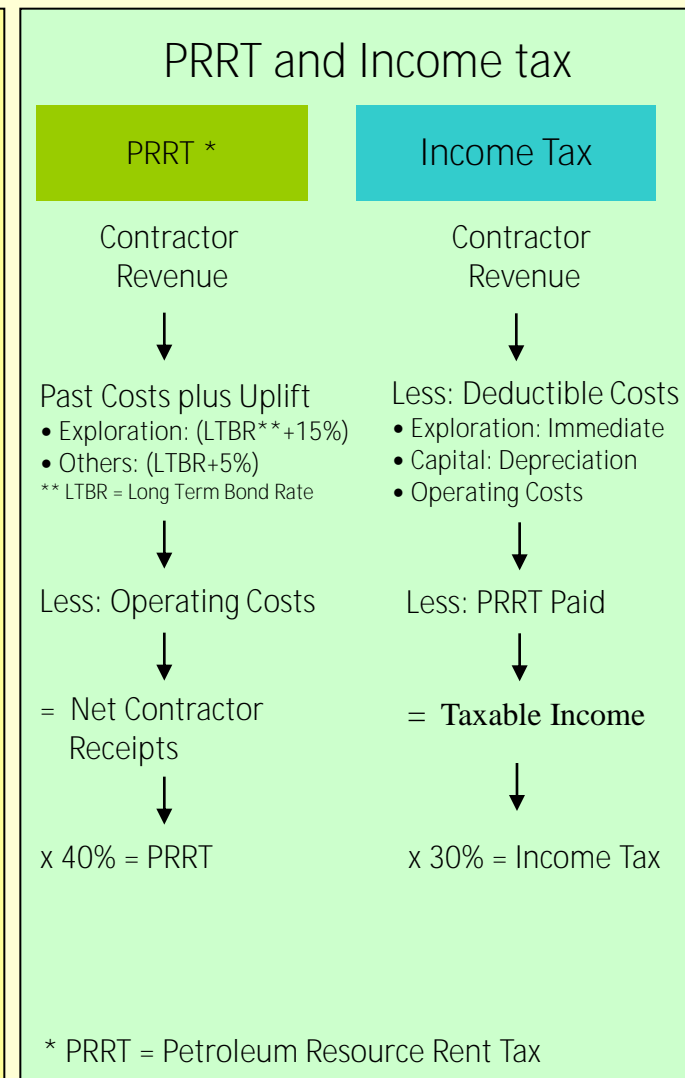 PRRT and Income tax
PRRT *
Contractor
Revenue
Past Costs plus Uplift
• Exploration: (LTBR**+15%)
• Others: (LTBR+5%)
** LTBR = Long Term Bond Rate
Less: Operating Costs
= Net Contractor
Receipts
x 40% = PRRT
Income Tax
Contractor
Revenue
Less: Deductible Costs
• Exploration: Immediate
• Capital: Depreciation
• Operating Costs
Less: PRRT Paid
= Taxable Income
x 30% = Income Tax
* PRRT = Petroleum Resource Rent Tax